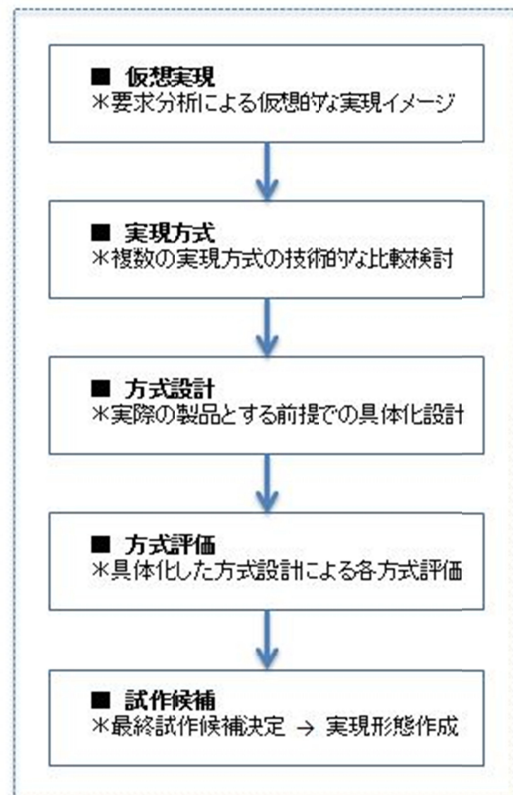 ■ 仮想実現
＊要求分析による仮想的な実現イメージ
■ 実現方式
＊複数の実現方式の技術的な比較検討
■ 方式設計
＊実際の製品とする前提での具体化設計
■ 方式評価
＊具体化した方式設計による各方式評価
■ 試作候補
＊最終試作候補決定 → 実現形態作成